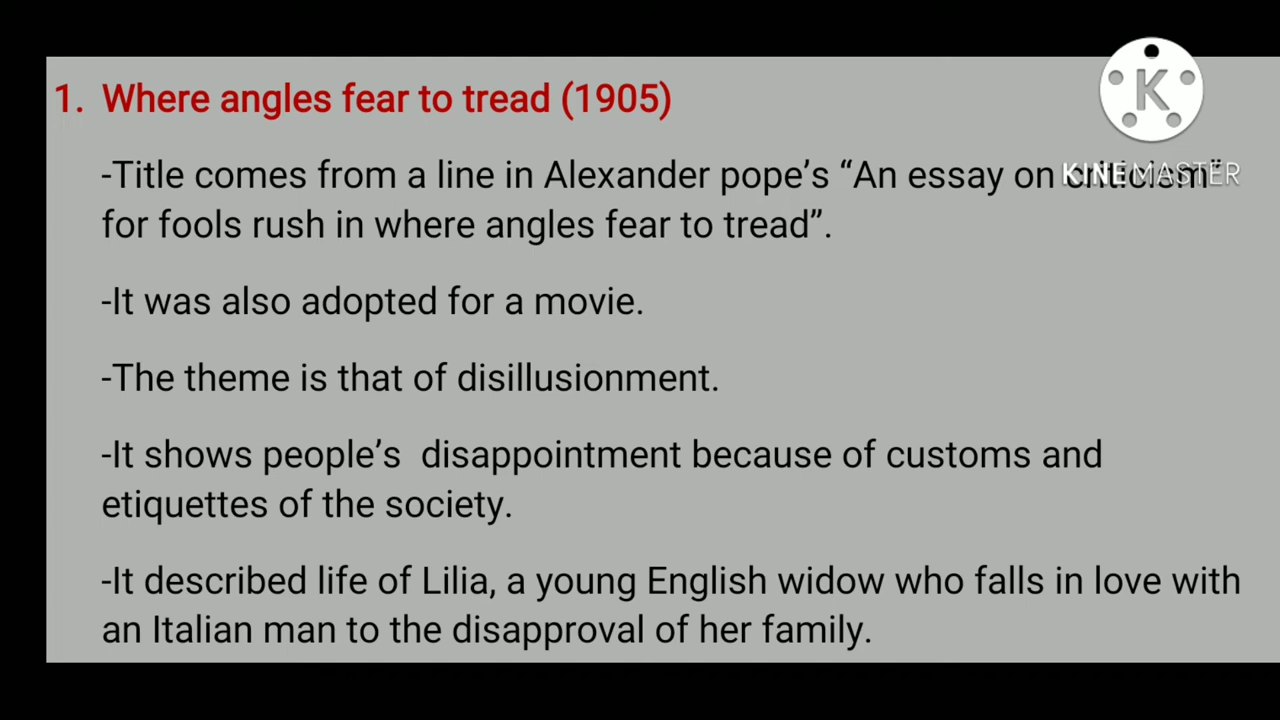 1. Where angles fear to tread (1905)
-Title comes from a line in Alexander pope's “An essay on criticism”
for fools rush in where angles fear to tread”.
-It was also adopted for a movie.
-The theme is that of disillusionment.
-It shows people's disappointment because of customs and
etiquettes of the society.
-It described life of Lilia, a young English widow who falls in love with
an Italian man to the disapproval of her family.
K
KINEMASTER